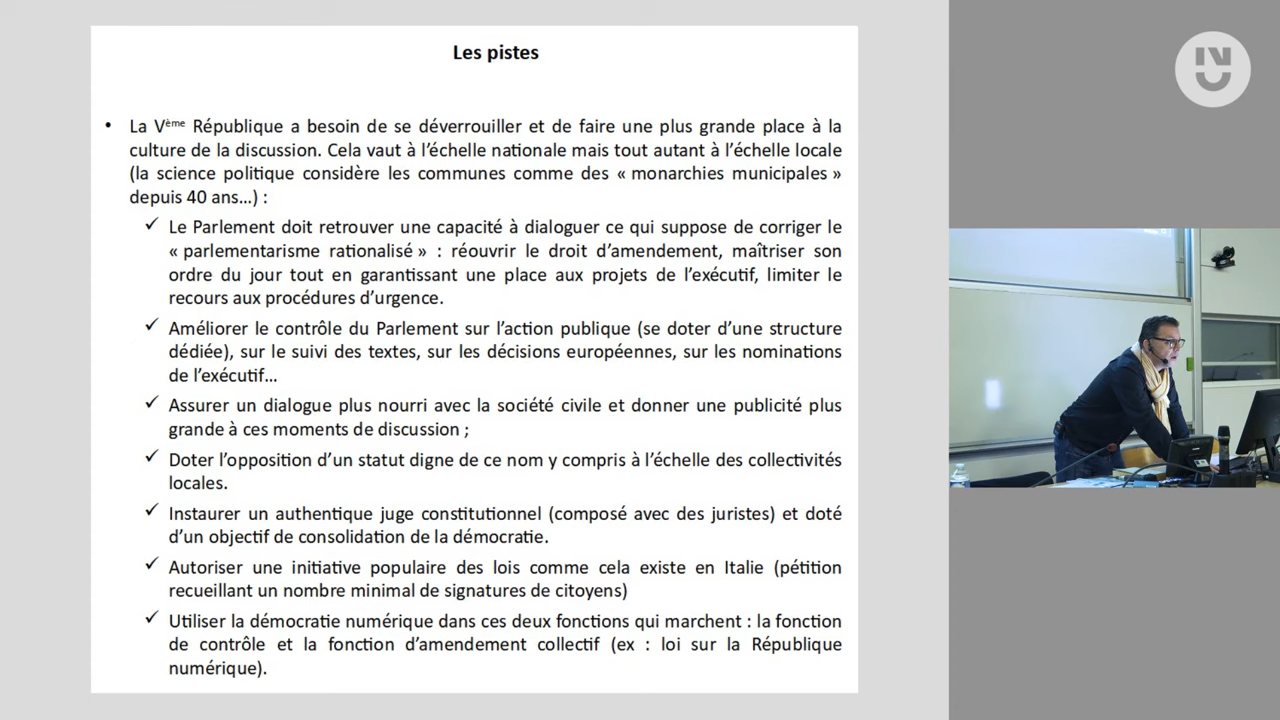 Les pistes
• La Vème République a besoin de se déverrouiller et de faire une plus grande place à la
culture de la discussion. Cela vaut à l’échelle nationale mais tout autant à l’échelle locale
(la science politique considère les communes comme des « monarchies municipales »
depuis 40 ans…) :
✓ Le Parlement doit retrouver une capacité à dialoguer ce qui suppose de corriger le
« parlementarisme rationalisé » : réouvrir le droit d’amendement, maîtriser son
ordre du jour tout en garantissant une place aux projets de l’exécutif, limiter le
recours aux procédures d’urgence.
✓ Améliorer le contrôle du Parlement sur l’action publique (se doter d’une structure
dédiée), sur le suivi des textes, sur les décisions européennes, sur les nominations
de l’exécutif…
✓ Assurer un dialogue plus nourri avec la société civile et donner une publicité plus
grande à ces moments de discussion ;
✓ Doter l’opposition d’un statut digne de ce nom y compris à l’échelle des collectivités
locales.
✓ Instaurer un authentique juge constitutionnel (composé avec des juristes) et doté
d’un objectif de consolidation de la démocratie.
✓ Autoriser une initiative populaire des lois comme cela existe en Italie (pétition
recueillant un nombre minimal de signatures de citoyens)
✓ Utiliser la démocratie numérique dans ces deux fonctions qui marchent : la fonction
de contrôle et la fonction d’amendement collectif (ex : loi sur la République
numérique).